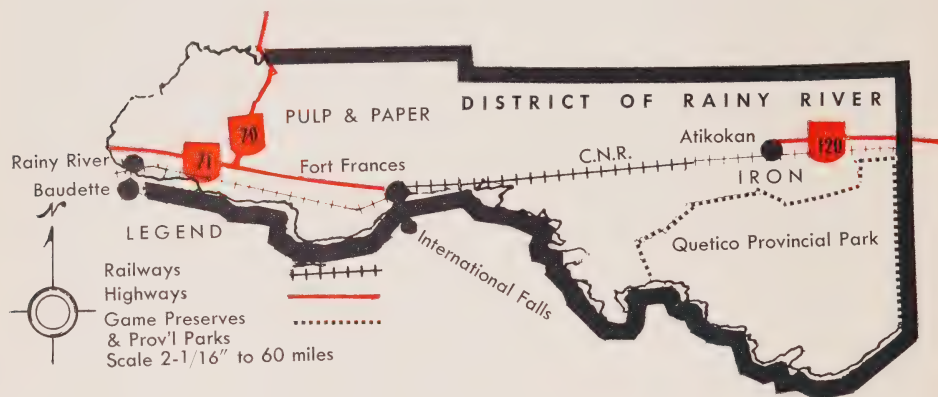 PULP & PAPER
DISTRICT OF RAINY RIVER
70
71
120
Atikokan
Rainy River
Fort Frances
C.N.R.
IRON
Baudette
N
LEGEND
International Falls
Quetico Provincial Park
Railways
Highways
Game Preserves
& Prov'l Parks
Scale 2-1/16" to 60 miles